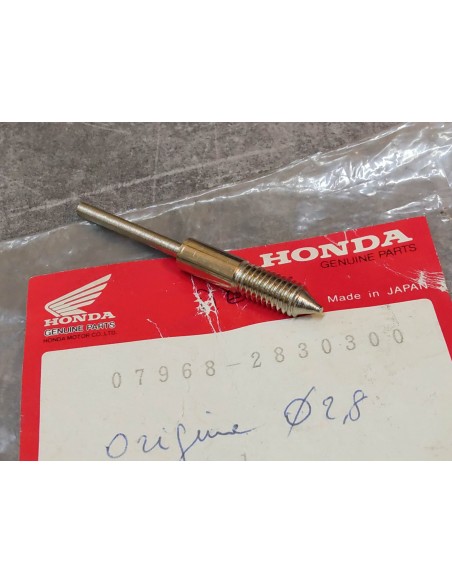 HONDA
GENUINE PARTS
Made in JAPAN
HONDA
GENUINE PARTS
HONDA MOTOR CO., LTD.
07968-2830300
origine Ø2,8